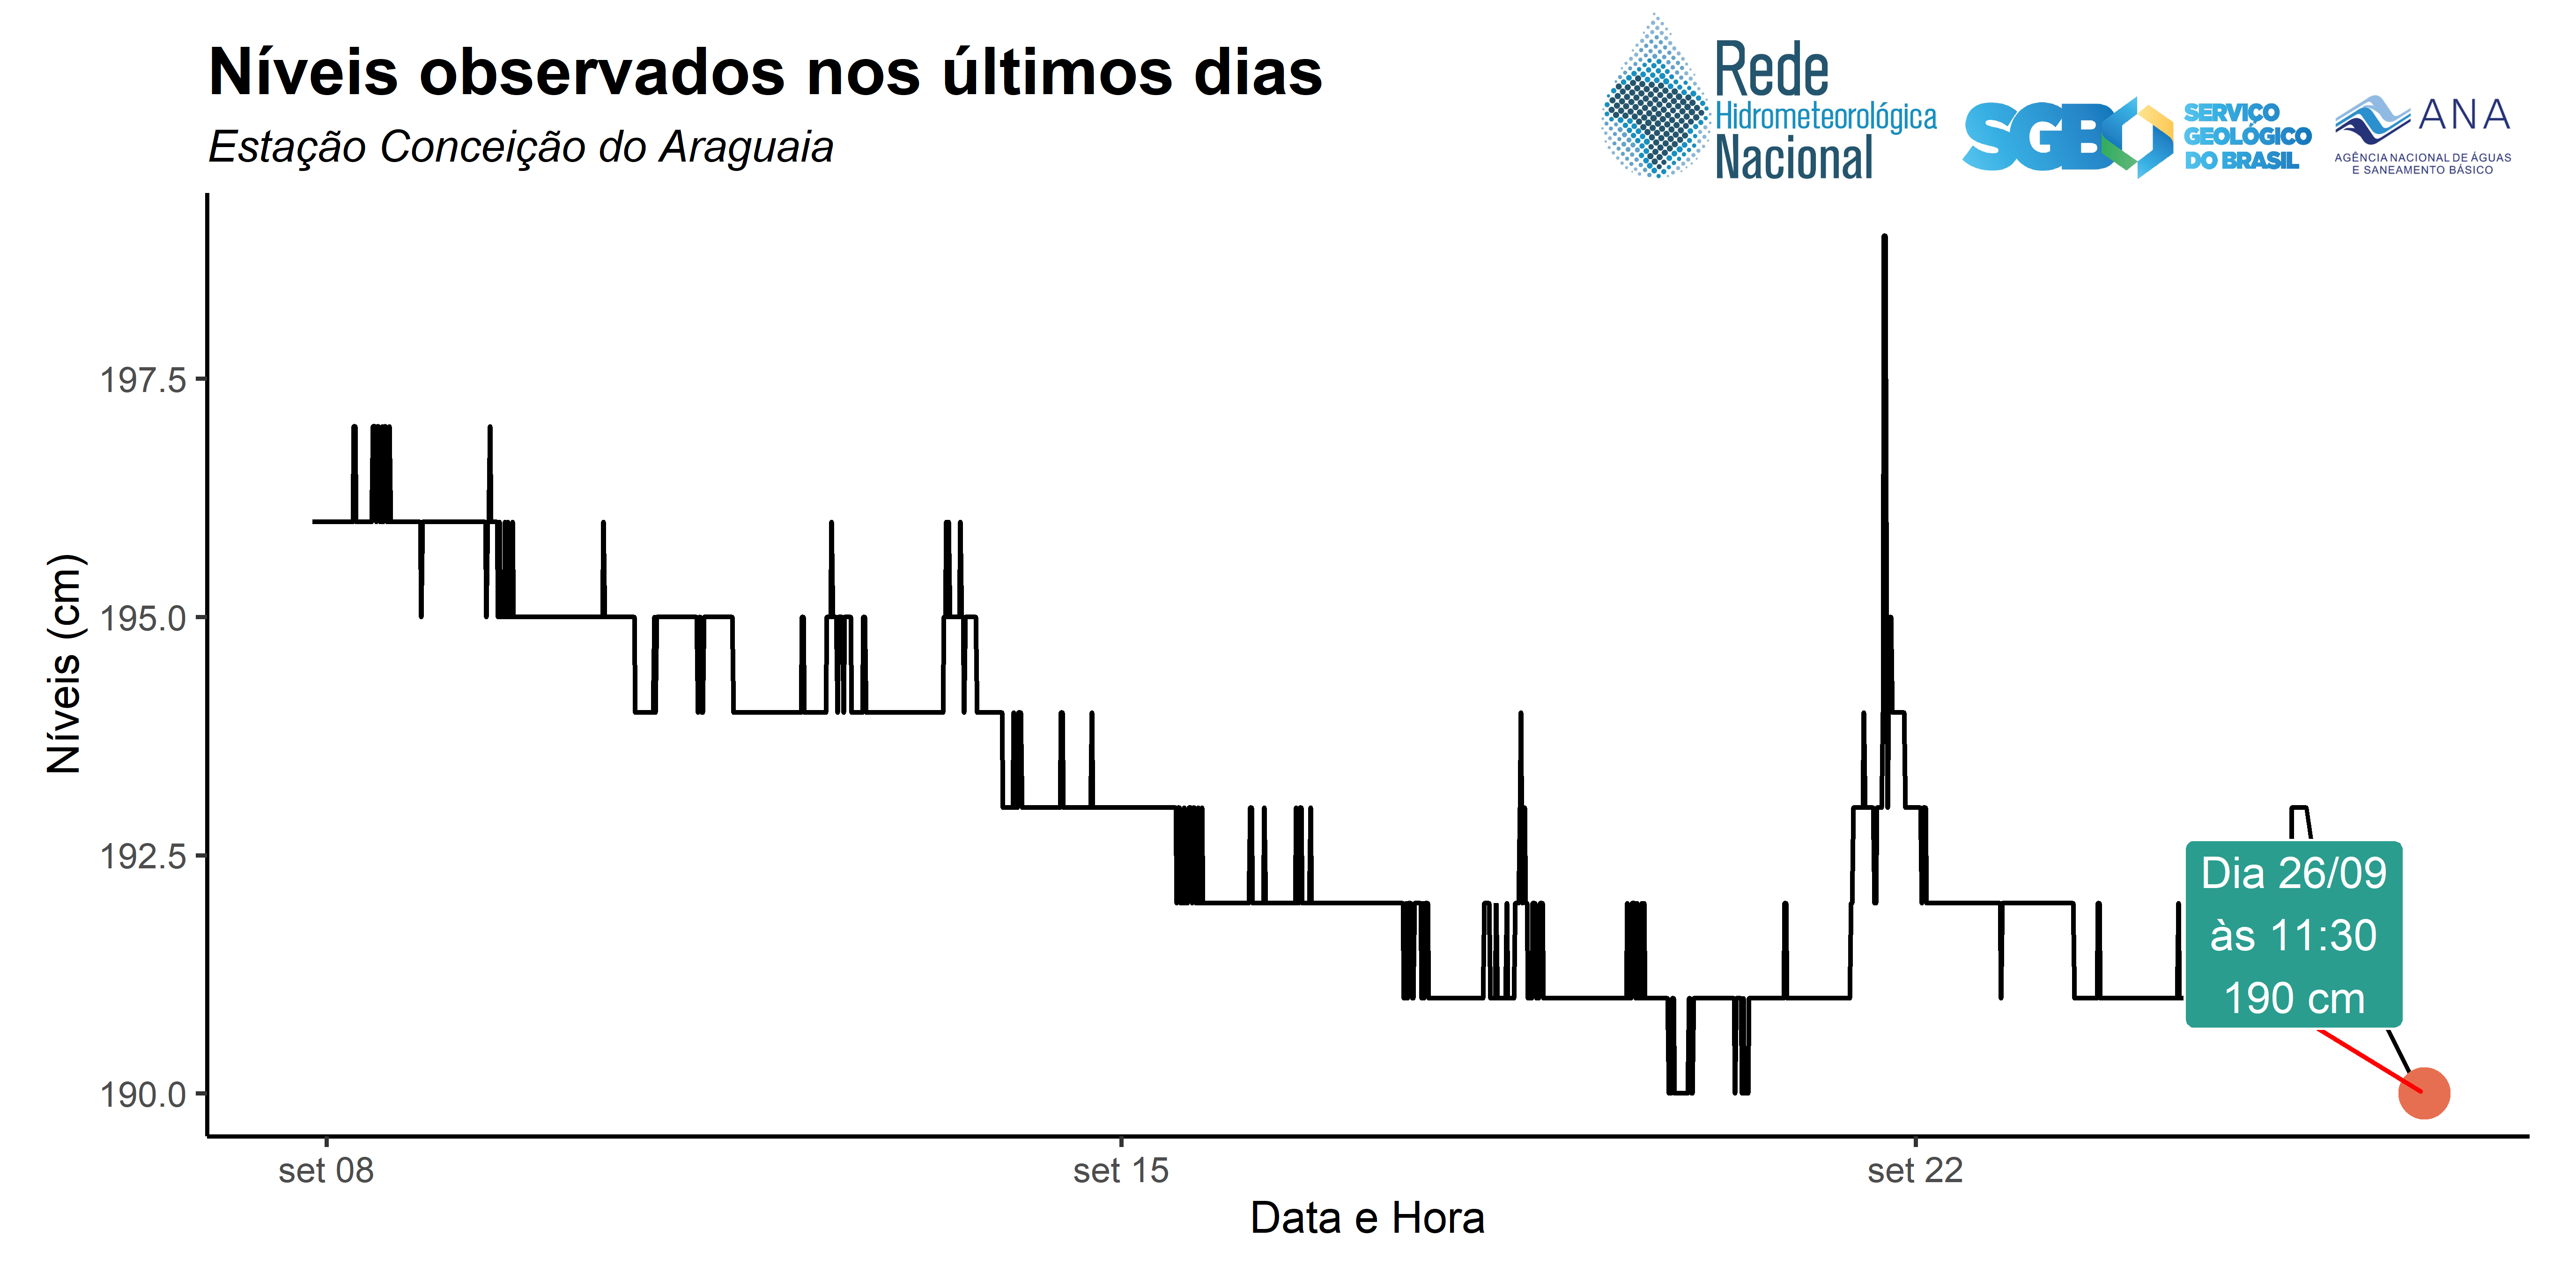 Níveis observados nos últimos dias
Estação Conceição do Araguaia
Rede
Hidrometeorológica
Nacional
SGB
SERVIÇO
GEOLÓGICO
DO BRASIL
ANA
AGÊNCIA NACIONAL DE ÁGUAS
E SANEAMENTO BÁSICO
Níveis (cm)
197.5
195.0
192.5
190.0
Dia 26/09
às 11:30
190 cm
set 08
set 15
set 22
Data e Hora